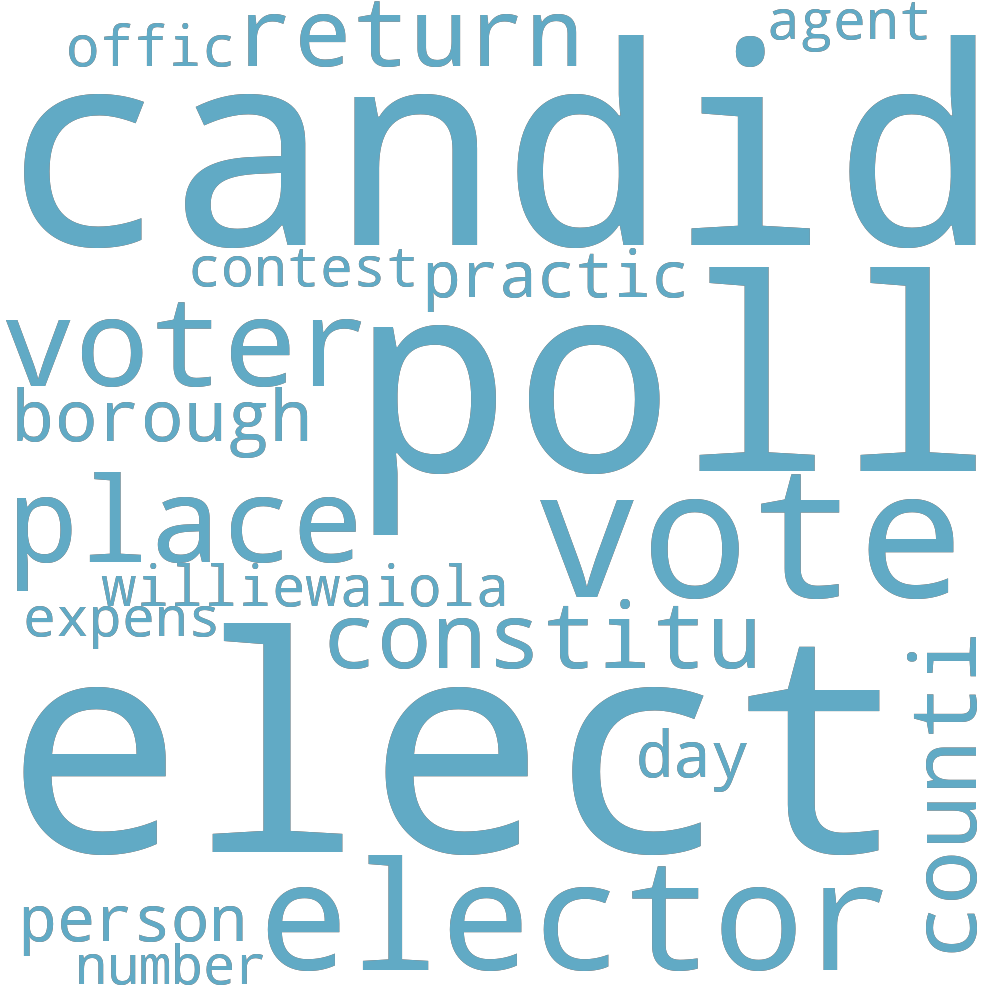 offic return agent
candid
contest practic
voter poll
borough
place vote
williewaiola
expens constitu
counti
elect
day
person elector
number